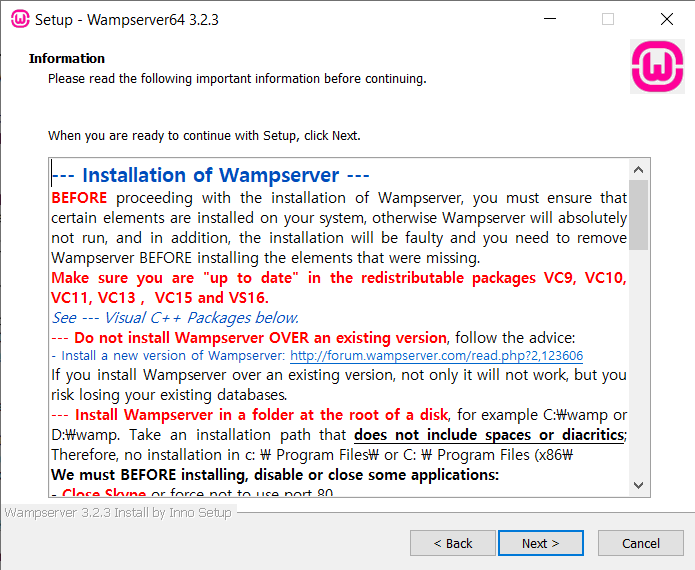 Setup - Wampserver64 3.2.3
Information
Please read the following important information before continuing.
When you are ready to continue with Setup, click Next.
--- Installation of Wampserver ---
BEFORE proceeding with the installation of Wampserver, you must ensure that
certain elements are installed on your system, otherwise Wampserver will absolutely
not run, and in addition, the installation will be faulty and you need to remove
Wampserver BEFORE installing the elements that were missing.
Make sure you are "up to date" in the redistributable packages VC9, VC10,
VC11, VC13 ,  VC15 and VS16.
See --- Visual C++ Packages below.
--- Do not install Wampserver OVER an existing version, follow the advice:
- Install a new version of Wampserver: http://forum.wampserver.com/read.php?2,123606
If you install Wampserver over an existing version, not only it will not work, but you
risk losing your existing databases.
--- Install Wampserver in a folder at the root of a disk, for example C:₩wamp or
D:₩wamp. Take an installation path that does not include spaces or diacritics;
Therefore, no installation in c: ₩ Program Files₩ or C: ₩ Program Files (x86₩
We must BEFORE installing, disable or close some applications:
- Close Skype or force not to use port 80
Wampserver 3.2.3 Install by Inno Setup
< Back
Next >
Cancel